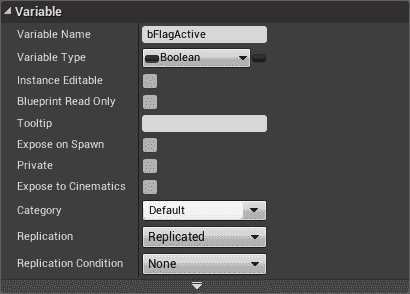 Variable
Variable Name bFlagActive
Variable Type Boolean
Instance Editable
Blueprint Read Only
Tooltip
Expose on Spawn
Private
Expose to Cinematics
Category Default
Replication Replicated
Replication Condition None